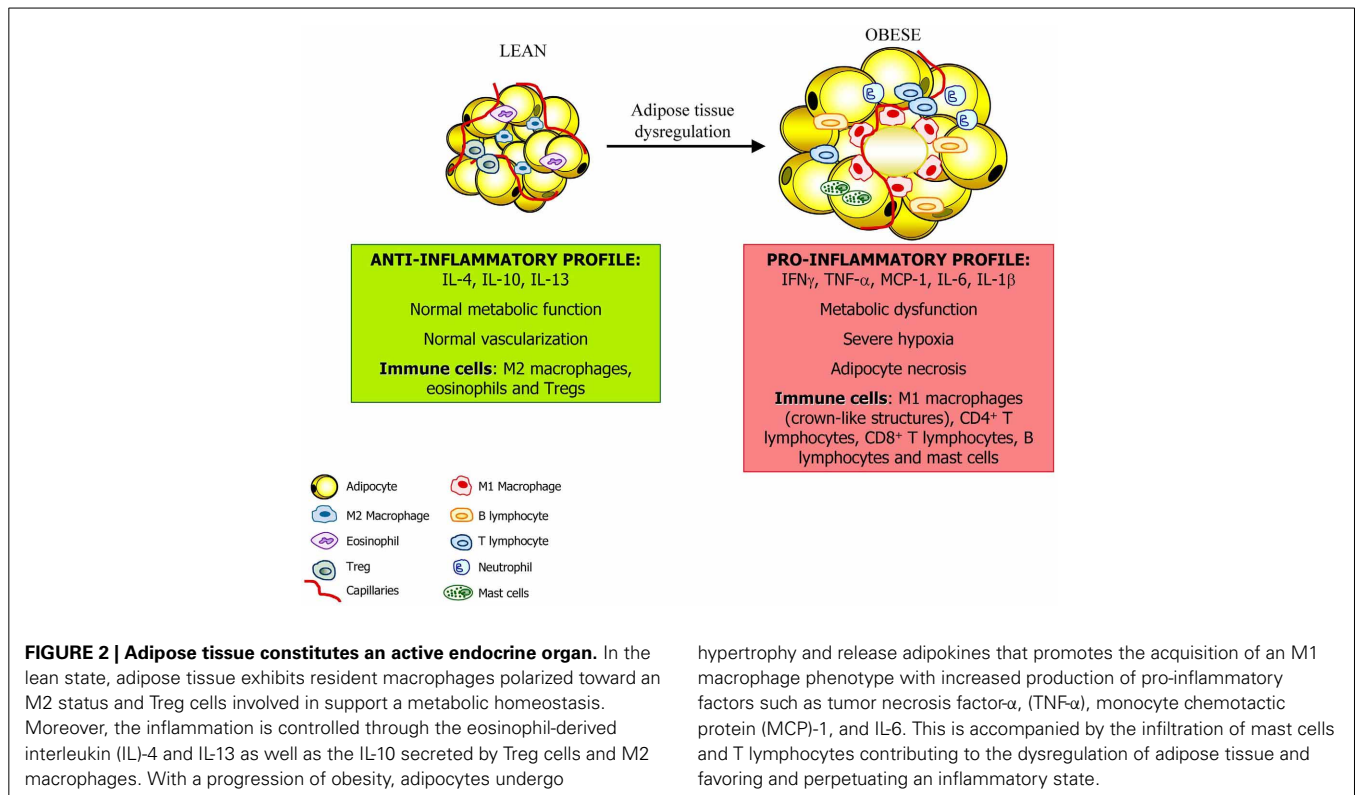 LEAN
OBESE
Adipose tissue
dysregulation
ANTI-INFLAMMATORY PROFILE:
IL-4, IL-10, IL-13
Normal metabolic function
Normal vascularization
Immune cells: M2 macrophages,
eosinophils and Tregs
PRO-INFLAMMATORY PROFILE:
IFNγ, TNF-α, MCP-1, IL-6, IL-1β
Metabolic dysfunction
Severe hypoxia
Adipocyte necrosis
Immune cells: M1 macrophages
(crown-like structures), CD4⁺ T
lymphocytes, CD8⁺ T lymphocytes, B
lymphocytes and mast cells
Adipocyte
M2 Macrophage
Eosinophil
Treg
Capillaries
M1 Macrophage
B lymphocyte
T lymphocyte
Neutrophil
Mast cells
FIGURE 2 | Adipose tissue constitutes an active endocrine organ. In the
lean state, adipose tissue exhibits resident macrophages polarized toward an
M2 status and Treg cells involved in support a metabolic homeostasis.
Moreover, the inflammation is controlled through the eosinophil-derived
interleukin (IL)-4 and IL-13 as well as the IL-10 secreted by Treg cells and M2
macrophages. With a progression of obesity, adipocytes undergo
hypertrophy and release adipokines that promotes the acquisition of an M1
macrophage phenotype with increased production of pro-inflammatory
factors such as tumor necrosis factor-α, (TNF-α), monocyte chemotactic
protein (MCP)-1, and IL-6. This is accompanied by the infiltration of mast cells
and T lymphocytes contributing to the dysregulation of adipose tissue and
favoring and perpetuating an inflammatory state.